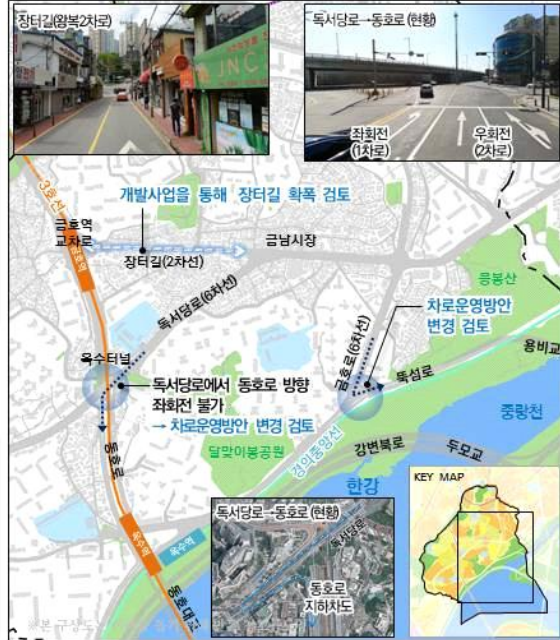 장터길(왕복2차로)
JNC
독서당로→동호로 (현황)
좌회전
(1차로)
우회전
(2차로)
3호선
개발사업을 통해 장터길 확폭 검토
금호역
교차로
금호역
금남시장
장터길(2차선)
응봉산
독서당로(6차선)
차로운영방안
변경 검토
금호로(6차선)
용비교
옥수터널
뚝섬로
독서당로에서 동호로 방향
좌회전 불가
→ 차로운영방안 변경 검토
중랑천
동호로
달맞이봉공원
경의중앙선
강변북로
두모교
한강
KEY MAP
독서당로→동호로 (현황)
독서당로
옥수역
옥수역
동호로
지하차도
동호대교